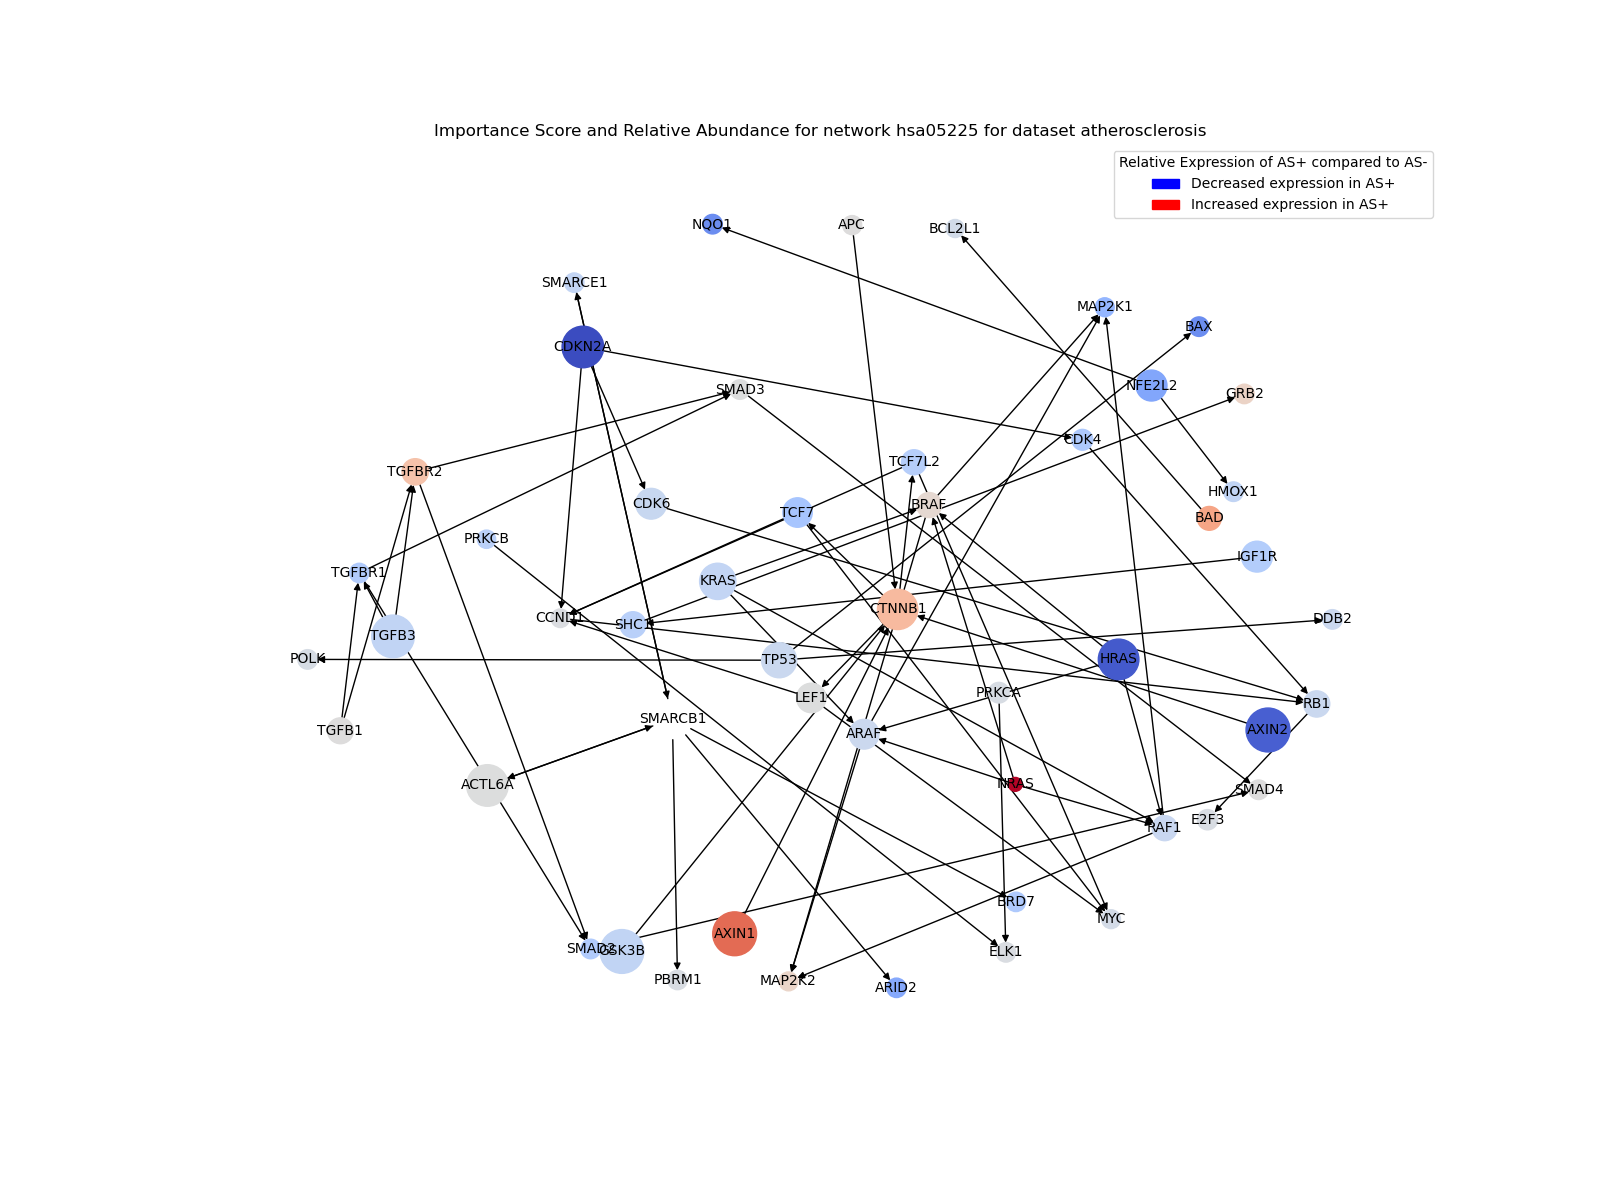 Importance Score and Relative Abundance for network hsa05225 for dataset atherosclerosis
Relative Expression of AS+ compared to AS-
Decreased expression in AS+
Increased expression in AS+
NQO1
APC
BCL2L1
SMARCE1
MAP2K1
BAX
CDKN2A
NFE2L2
SMAD3
GRB2
CDK4
TCF7L2
TGFBR2
HMOX1
CDK6
BRAF
TCF7
BAD
PRKCB
IGF1R
TGFBR1
KRAS
CTNNB1
CCND1
SHC1
DDB2
TGFB3
POLK
TP53
HRAS
PRKCA
LEF1
RB1
SMARCB1
TGFB1
ARAF
AXIN2
ACTL6A
NRAS
SMAD4
E2F3
RAF1
BRD7
MYC
AXIN1
SMAD2
GSK3B
ELK1
PBRM1
MAP2K2
ARID2